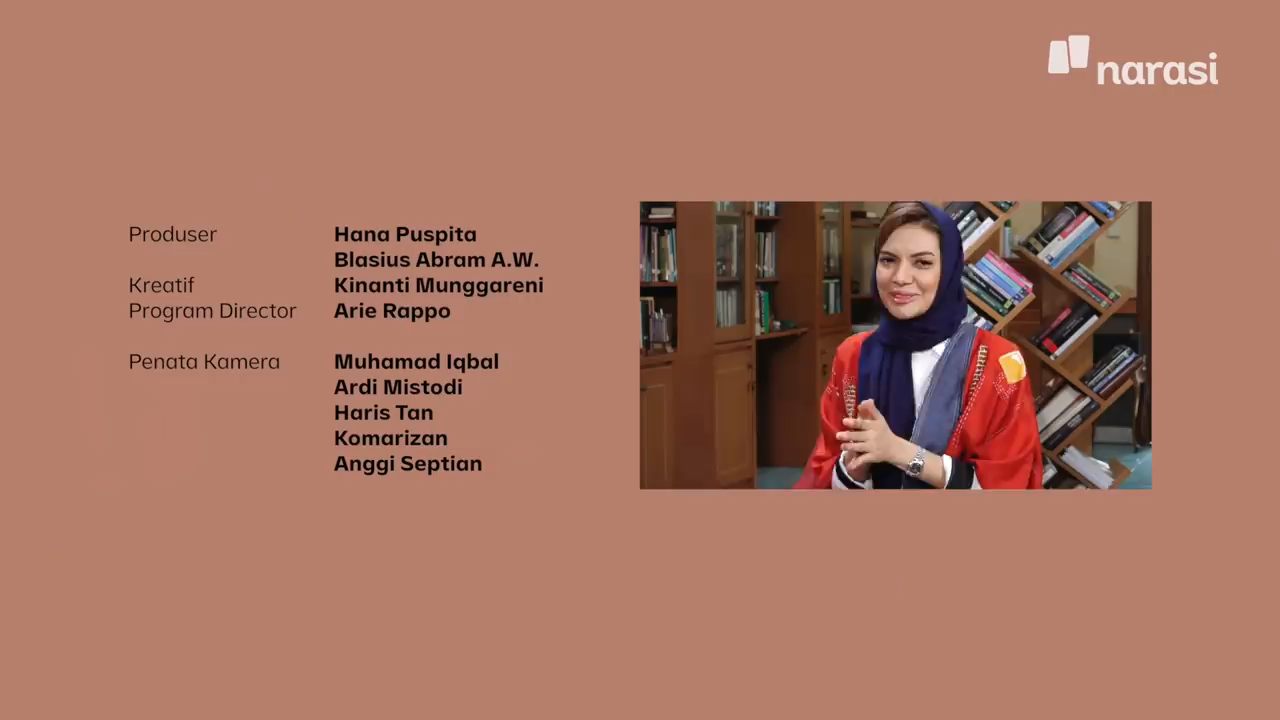 narasi
Produser Hana Puspita
Blasius Abram A.W.
Kreatif Kinanti Munggareni
Program Director Arie Rappo
Penata Kamera Muhamad Iqbal
Ardi Mistodi
Haris Tan
Komarizan
Anggi Septian